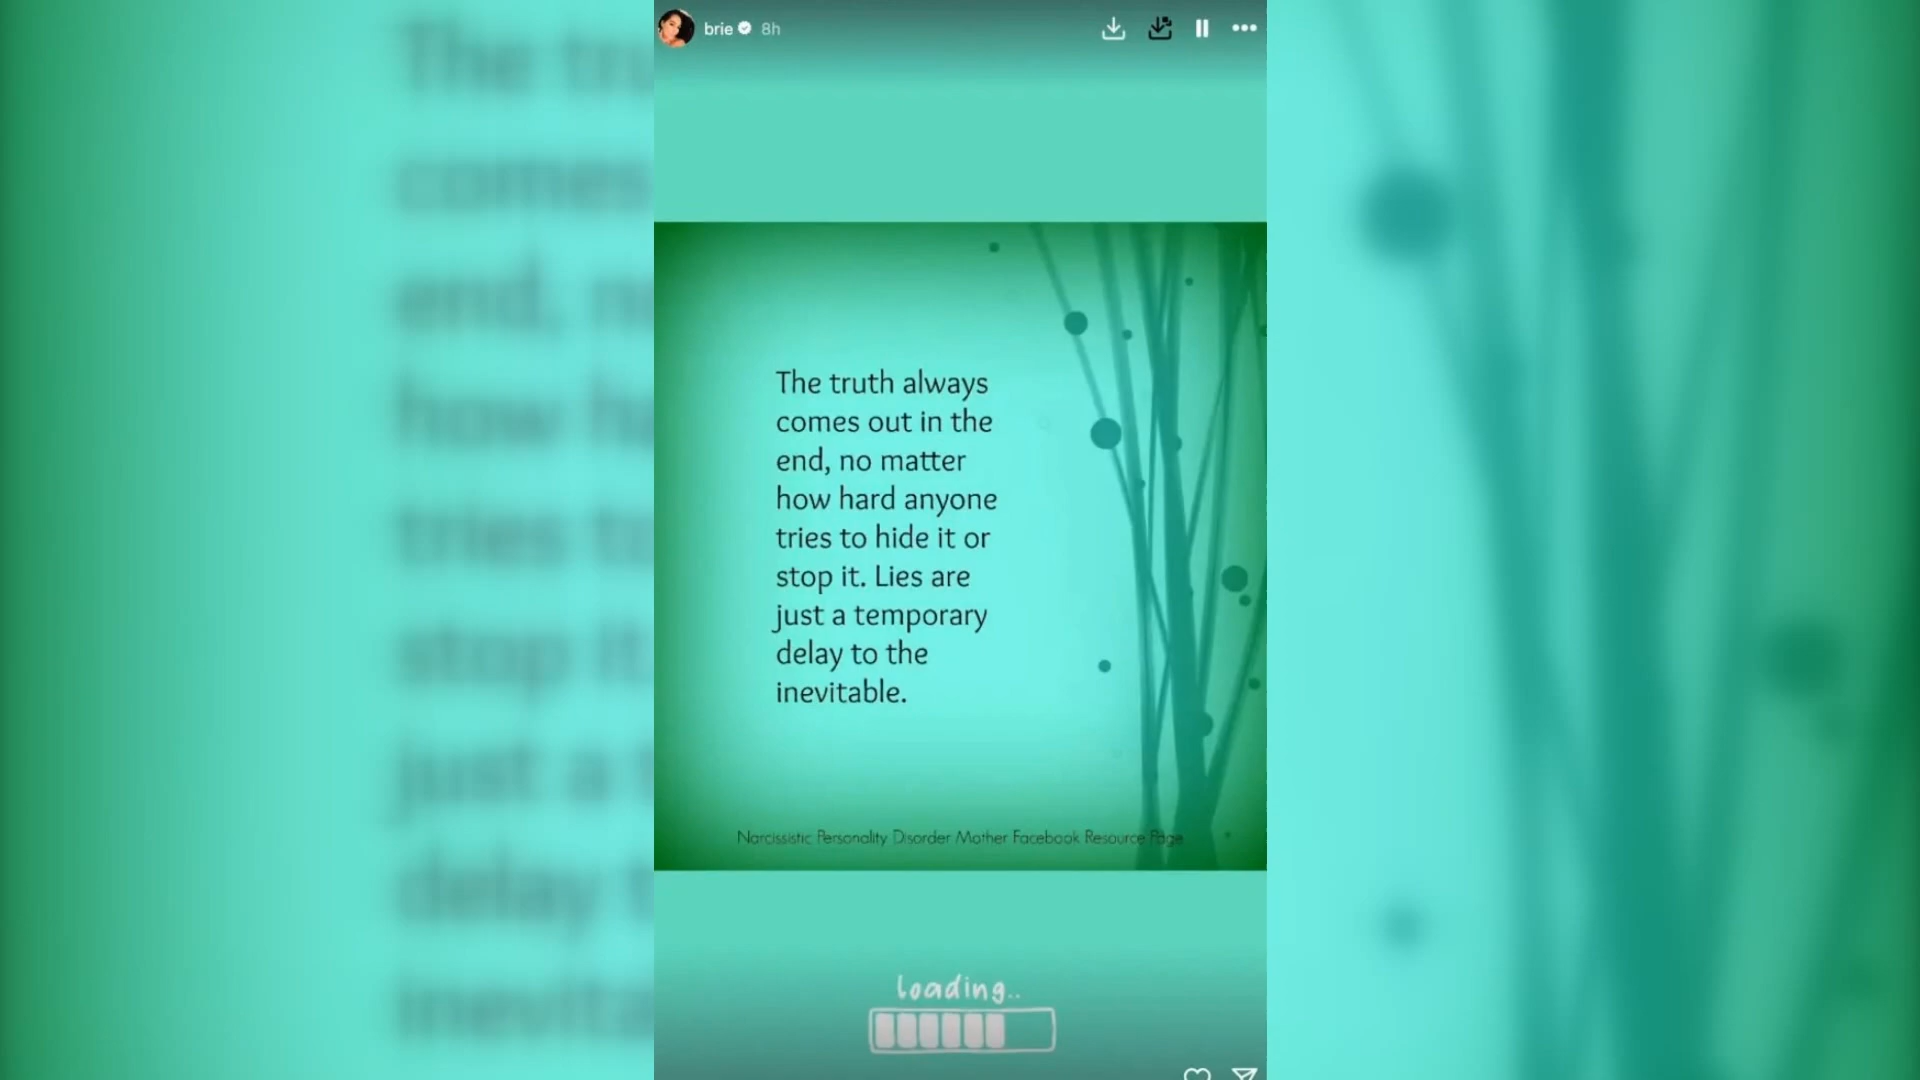 brie 8h
The truth always
comes out in the
end, no matter
how hard anyone
tries to hide it or
stop it. Lies are
just a temporary
delay to the
inevitable.
Narcissistic Personality Disorder Mother Facebook Resource Page
loading..